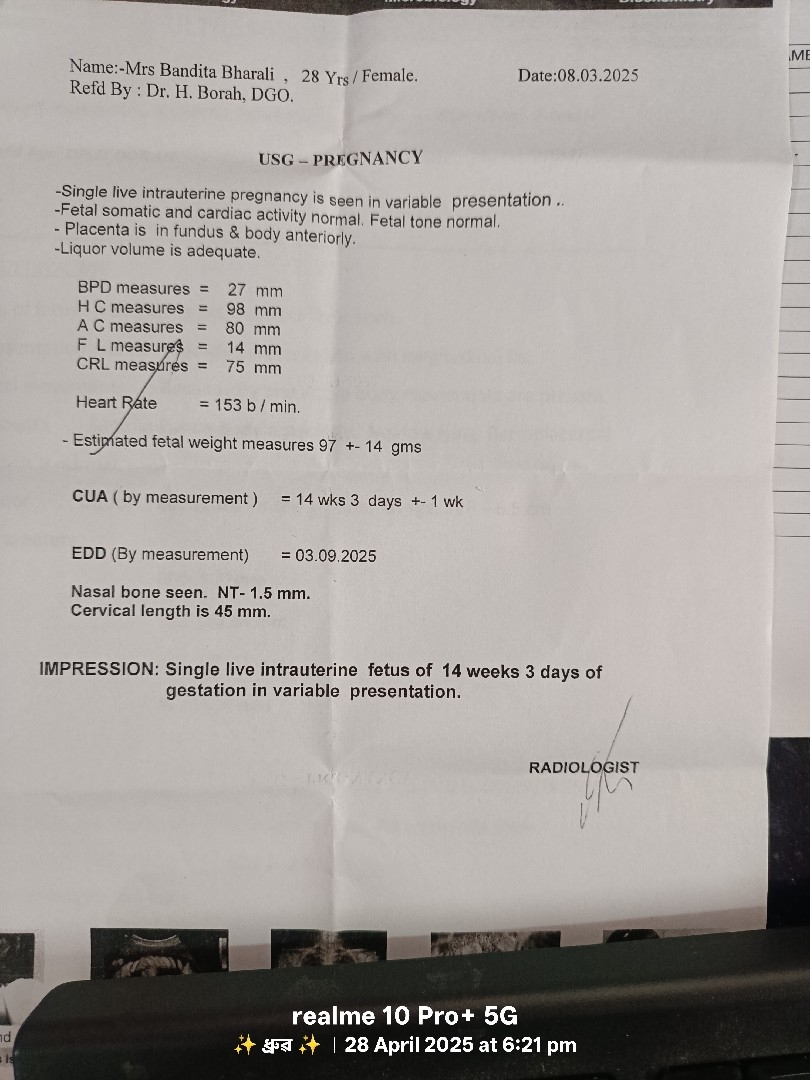 Name:-Mrs Bandita Bharali , 28 Yrs / Female. Date:08.03.2025
Refd By : Dr. H. Borah, DGO.
USG – PREGNANCY
-Single live intrauterine pregnancy is seen in variable presentation ..
-Fetal somatic and cardiac activity normal. Fetal tone normal.
- Placenta is in fundus & body anteriorly.
-Liquor volume is adequate.
BPD measures = 27 mm
H C measures = 98 mm
A C measures = 80 mm
F L measures = 14 mm
CRL measures = 75 mm
Heart Rate = 153 b / min.
- Estimated fetal weight measures 97 +- 14 gms
CUA ( by measurement ) = 14 wks 3 days +- 1 wk
EDD (By measurement) = 03.09.2025
Nasal bone seen. NT- 1.5 mm.
Cervical length is 45 mm.
IMPRESSION: Single live intrauterine fetus of 14 weeks 3 days of
gestation in variable presentation.
RADIOLOGIST
realme 10 Pro+ 5G
✨ ধ্রুৱ ✨ | 28 April 2025 at 6:21 pm